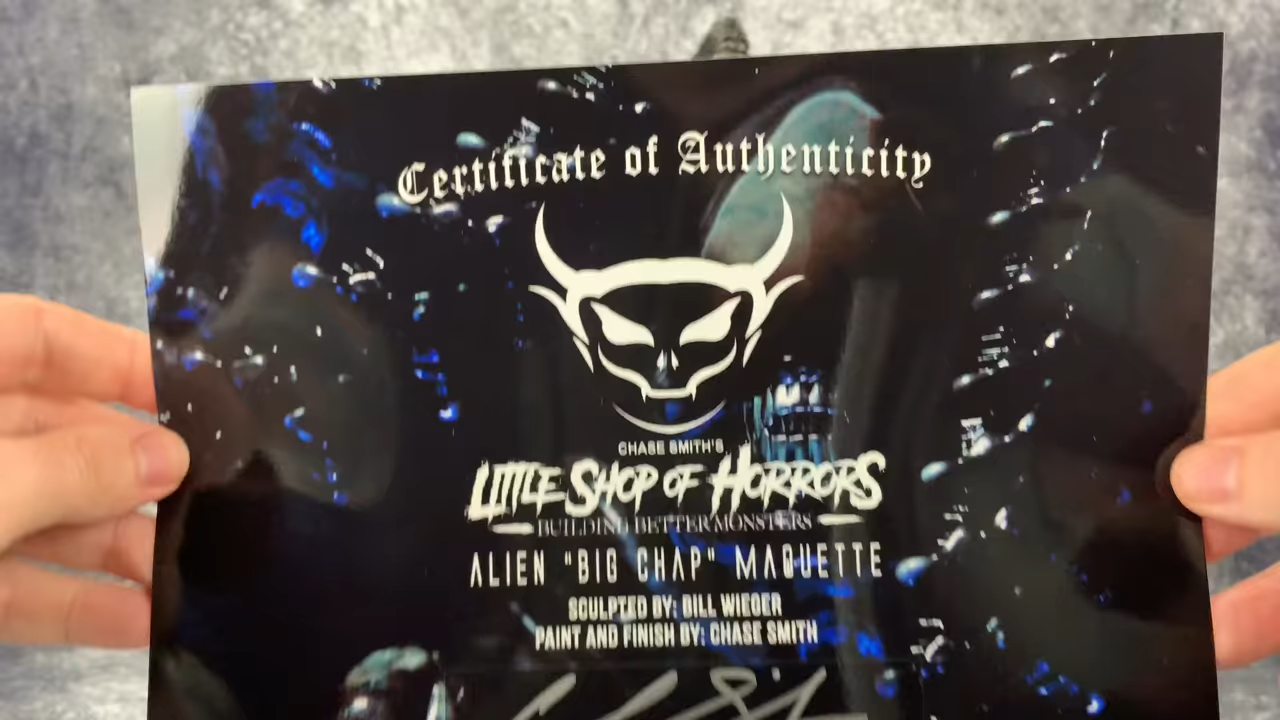 Certificate of Authenticity
CHASE SMITH'S
LITTLE SHOP OF HORRORS
BUILDING BETTER MONSTERS
ALIEN "BIG CHAP" MAQUETTE
SCULPTED BY: BILL WIEGER
PAINT AND FINISH BY: CHASE SMITH